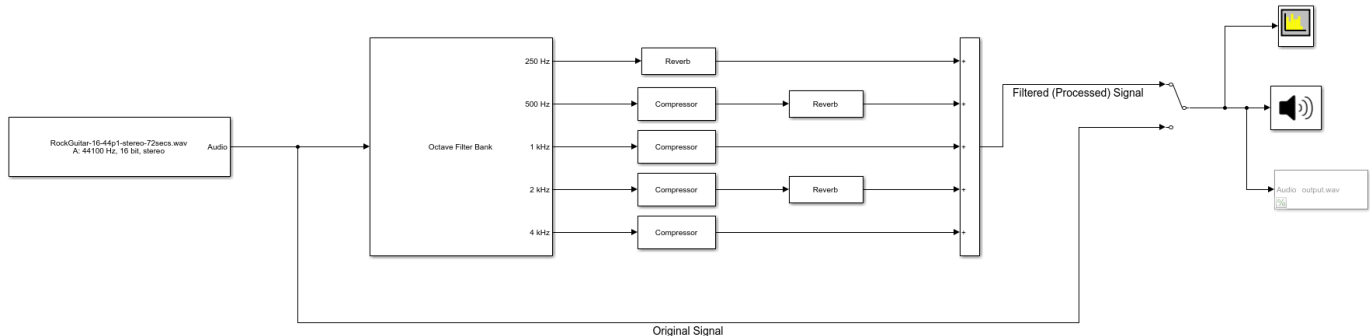 RockGuitar-16-44p1-stereo-72secs.wav
A: 44100 Hz, 16 bit, stereo
Audio
Octave Filter Bank
250 Hz
500 Hz
1 kHz
2 kHz
4 kHz
Reverb
Compressor
Reverb
Compressor
Compressor
Reverb
Compressor
+
+
+
+
+
Filtered (Processed) Signal
Audio output.wav
Original Signal